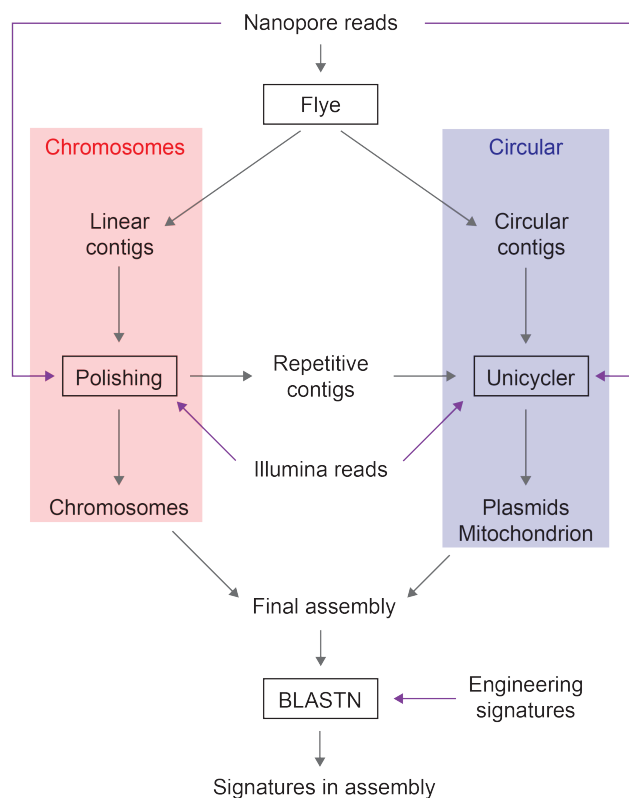 Nanopore reads
Flye
Chromosomes
Circular
Linear
contigs
Circular
contigs
Polishing
Repetitive
contigs
Unicycler
Illumina reads
Chromosomes
Plasmids
Mitochondrion
Final assembly
BLASTN
Engineering
signatures
Signatures in assembly